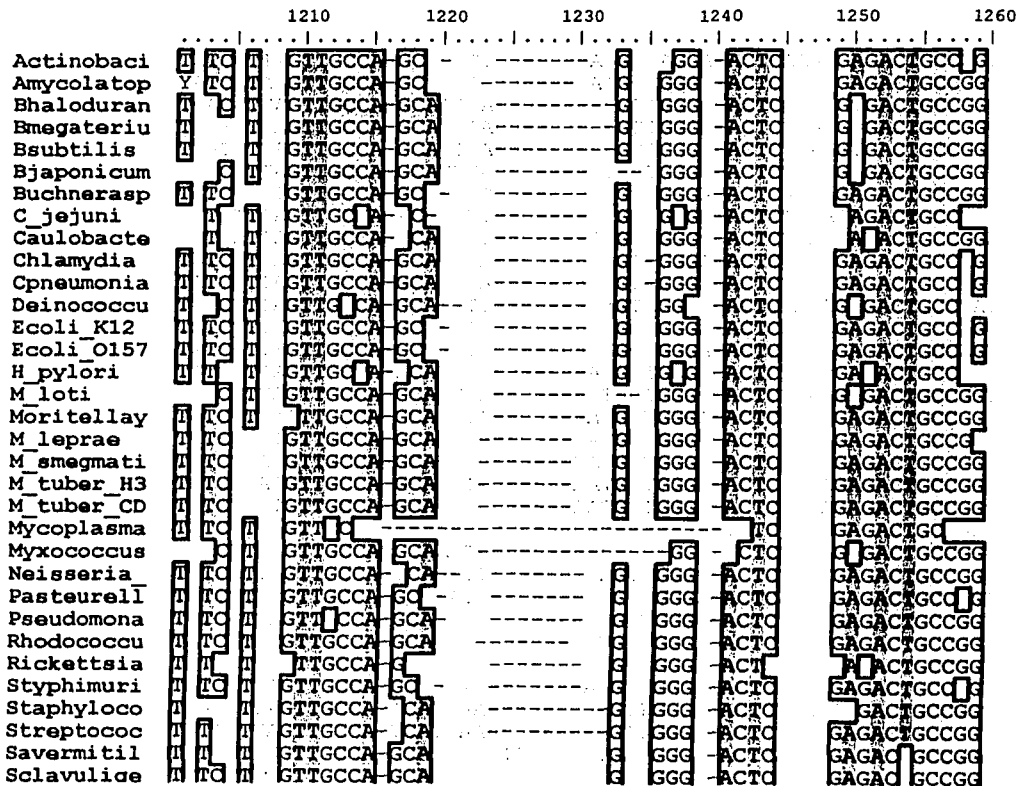 1210 1220 1230 1240 1250 1260
Actinobaci T TC T GTTGCCA-GC - ---------- G GG -ACTC GAGACTGCC G
Amycolatop Y TC T GTTGCCA-GC - ---------- GGG -ACTC GAGACTGCCGG
Bhaloduran T C T GTTGCCA-GCA ------------G GGG -ACTC G GACTGCCGG
Bmegateriu T T GTTGCCA-GCA ------------G GGG -ACTC G GACTGCCGG
Bsubtilis T T GTTGCCA-GCA ------------G GGG -ACTC G GACTGCCGG
Bjaponicum C T GTTGCCA-GCA ---------- -- GGG -ACTC G GACTGCCGG
Buchnerasp T TC T GTTGCCA-GC - ---------- G GGG -ACTC GAGACTGCCGG
C_jejuni T T GTTGC A- C- ---------- G G G -ACTC AGACTGCC
Caulobacte T T GTTGCCA- CA ---------- G GGG -ACTC A ACTGCCGG
Chlamydia T TC T GTTGCCA-GCA ---------- G- GGG -ACTC GAGACTGCC G
Cpneumonia T TC T GTTGCCA-GCA ---------- G GGG -ACTC GAGACTGCC G
Deinococcu T C T GTTG CA-GCA-- ---------- G GG -ACTC G GACTGCCGG
Ecoli_K12 T TC T GTTGCCA-GC - ---------- G GGG -ACTC GAGACTGCC G
Ecoli_O157 T TC T GTTGCCA-GC - ---------- G GGG -ACTC GAGACTGCC G
H_pylori T T T GTTGC A- CA ---------- G G G -ACTC GA ACTGCC
M_loti C T GTTGCCA-GCA ---------- -- GGG -ACTC G GACTGCCGG
Moritellay T TC T TTGCCA-GCA ---------- G GGG -ACTC GAGACTGCCGG
M_leprae T TC GTTGCCA-GCA ---------- G GGG -ACTC GAGACTGCCG
M_smegmati T TC GTTGCCA-GCA ---------- G GGG -ACTC GAGACTGCCGG
M_tuber_H3 T TC GTTGCCA-GCA ---------- G GGG -ACTC GAGACTGCCGG
M_tuber_CD T TC GTTGCCA-GCA ---------- G GGG -ACTC GAGACTGCCGG
Mycoplasma T TC T GTT C ------------------------- TC GAGACTGC
Myxococcus C T GTTGCCA GCA --------------GG - CTC G GACTGCCGG
Neisseria_ T TC T GTTGCCA- CA-- ---------- G GGG -ACTC GAGACTGCCGG
Pasteurell T TC T GTTGCCA-GC -- ---------- G GGG -ACTC GAGACTGCC G
Pseudomona T TC T GTT CCA-GCA- ---------- G GGG -ACTC GAGACTGCCGG
Rhodococcu T TC T GTTGCCA-GCA ---------- G GGG -ACTC GAGACTGCCGG
Rickettsia T T T TTGCCA-G ---------- G GGG -ACT A ACTGCCGG
Styphimuri T TC T GTTGCCA-GC - ---------- G GGG -ACTC GAGACTGCC G
Staphyloco T T GTTGCCA- CA ------------G GGG -ACTC GACTGCCGG
Streptococ T T T GTTGCCA- CA ------------G GGG -ACTC GAGACTGCCGG
Savermitil T T T GTTGCCA-GCA ---------- G GGG -ACTC GAGAC GCCGG
Sclavulige T TC T GTTGCCA-GCA ---------- G GGG -ACTC GAGAC GCCGG